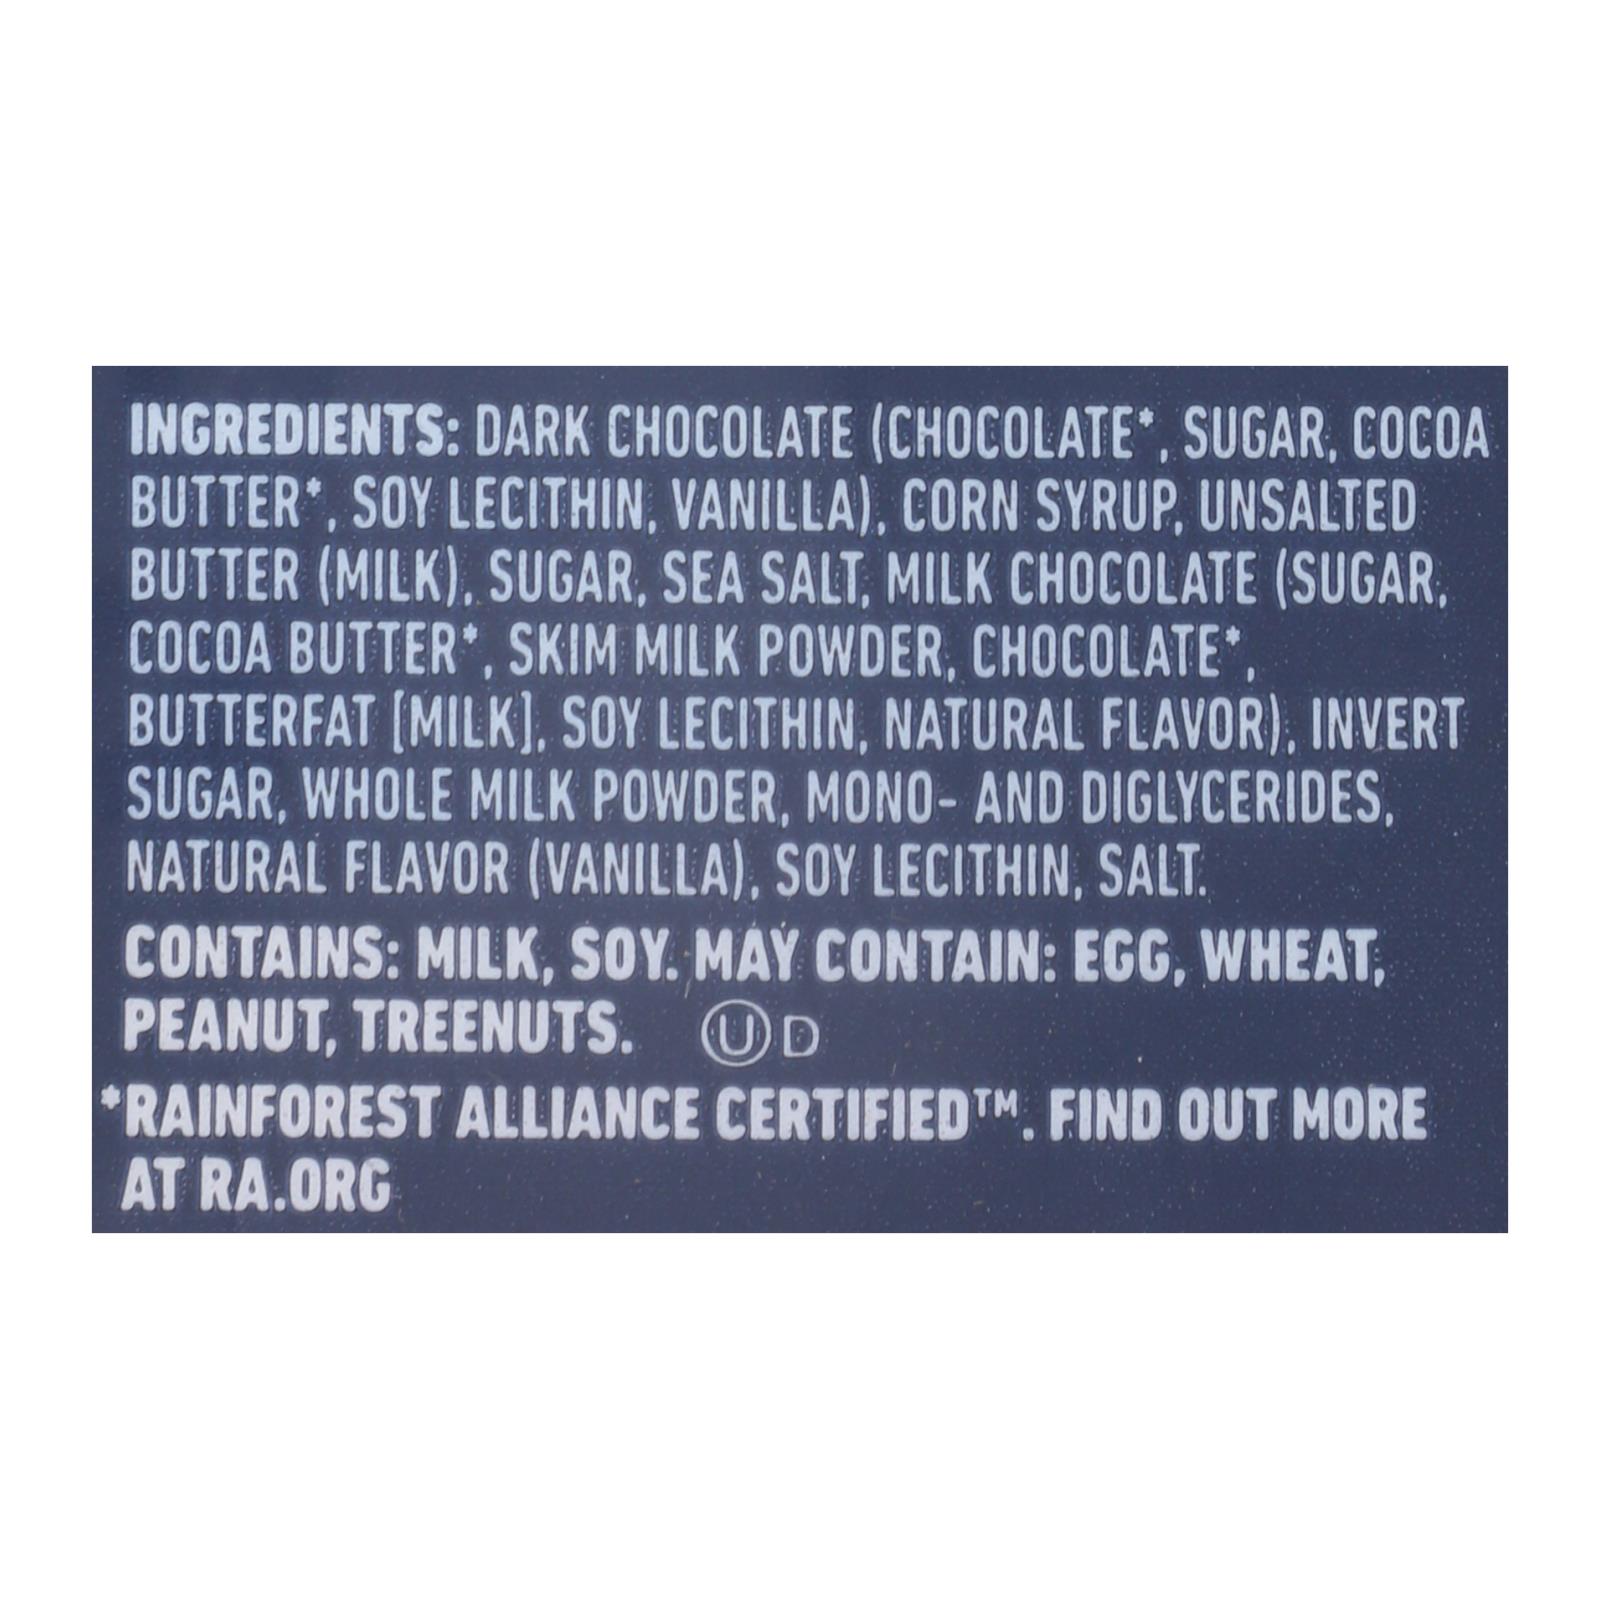 INGREDIENTS: DARK CHOCOLATE (CHOCOLATE*, SUGAR, COCOA
BUTTER*, SOY LECITHIN, VANILLA), CORN SYRUP, UNSALTED
BUTTER (MILK), SUGAR, SEA SALT, MILK CHOCOLATE (SUGAR,
COCOA BUTTER*, SKIM MILK POWDER, CHOCOLATE*,
BUTTERFAT [MILK], SOY LECITHIN, NATURAL FLAVOR), INVERT
SUGAR, WHOLE MILK POWDER, MONO- AND DIGLYCERIDES,
NATURAL FLAVOR (VANILLA), SOY LECITHIN, SALT.
CONTAINS: MILK, SOY. MAY CONTAIN: EGG, WHEAT,
PEANUT, TREENUTS. U D
*RAINFOREST ALLIANCE CERTIFIED™. FIND OUT MORE
AT RA.ORG